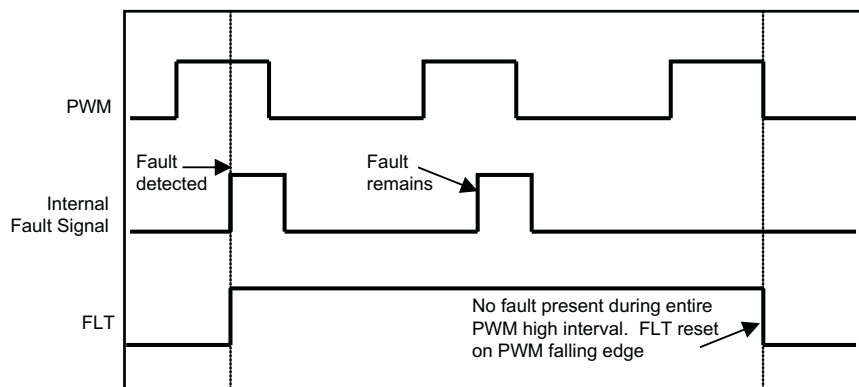 PWM
Fault
detected
Fault
remains
Internal
Fault Signal
No fault present during entire
PWM high interval. FLT reset
on PWM falling edge
FLT